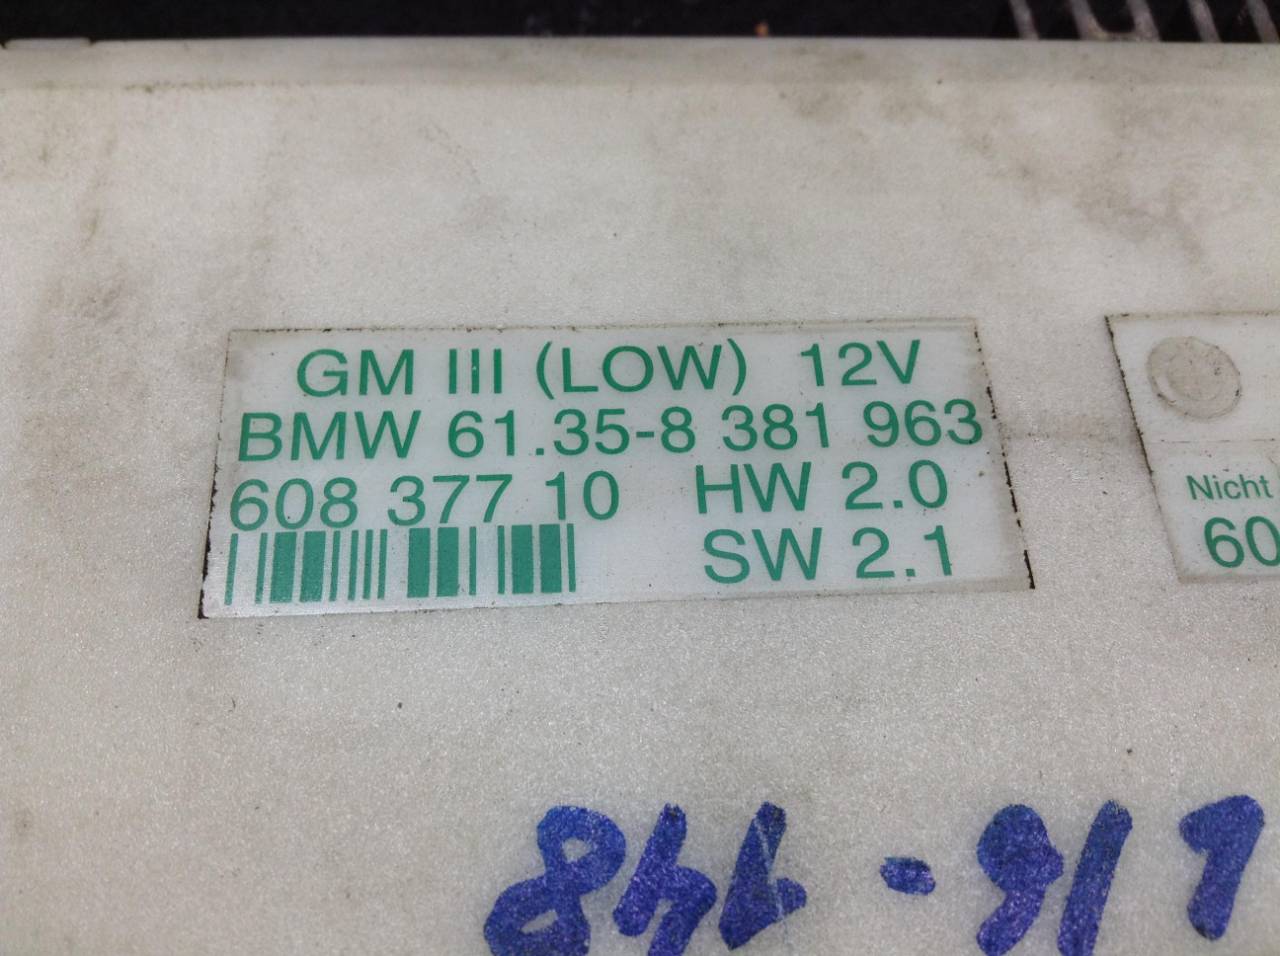 GM III (LOW) 12V
BMW 61.35-8 381 963
608 377 10 HW 2.0
SW 2.1
Nicht
60